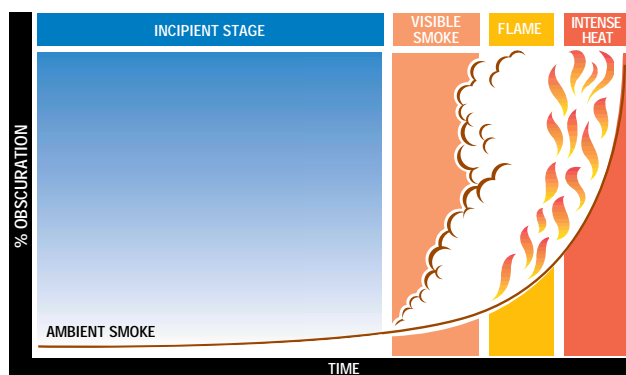 INCIPIENT STAGE
VISIBLE
SMOKE
FLAME
INTENSE
HEAT
% OBSCURATION
AMBIENT SMOKE
TIME